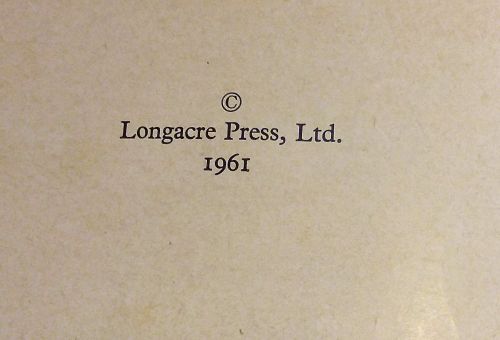 ©
Longacre Press, Ltd.
1961